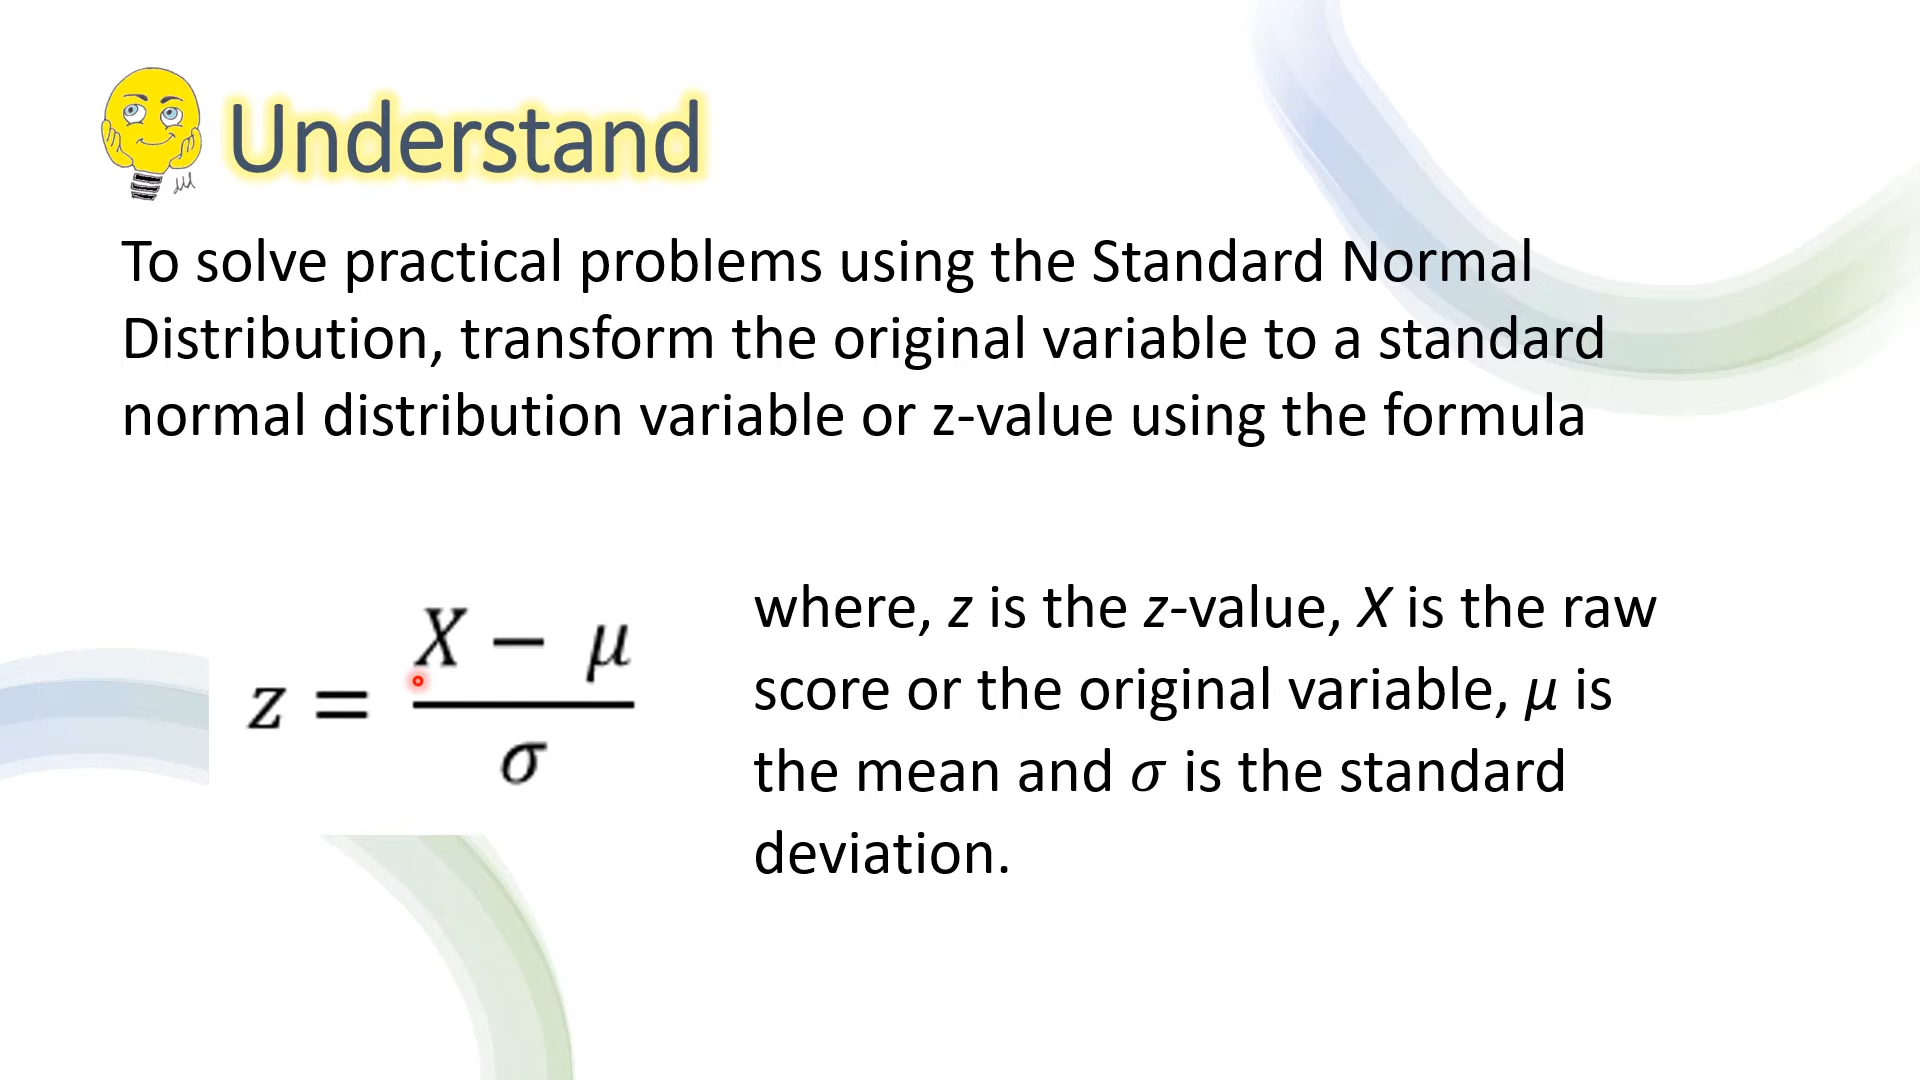 Understand
To solve practical problems using the Standard Normal
Distribution, transform the original variable to a standard
normal distribution variable or z-value using the formula
z = (X − μ) / σ
where, z is the z-value, X is the raw
score or the original variable, μ is
the mean and σ is the standard
deviation.